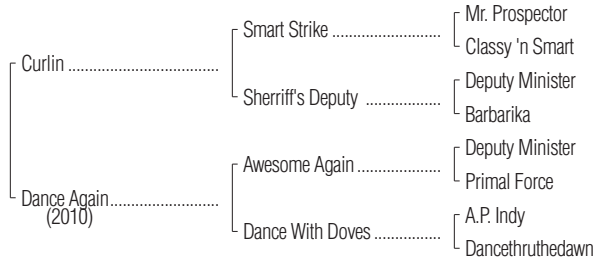 Mr. Prospector
Smart Strike ....................
Classy 'n Smart
Curlin ............................
Deputy Minister
Sherriff's Deputy ..............
Barbarika
Deputy Minister
Awesome Again ................
Primal Force
Dance Again....................
(2010)
A.P. Indy
Dance With Doves .............
Dancethruthedawn